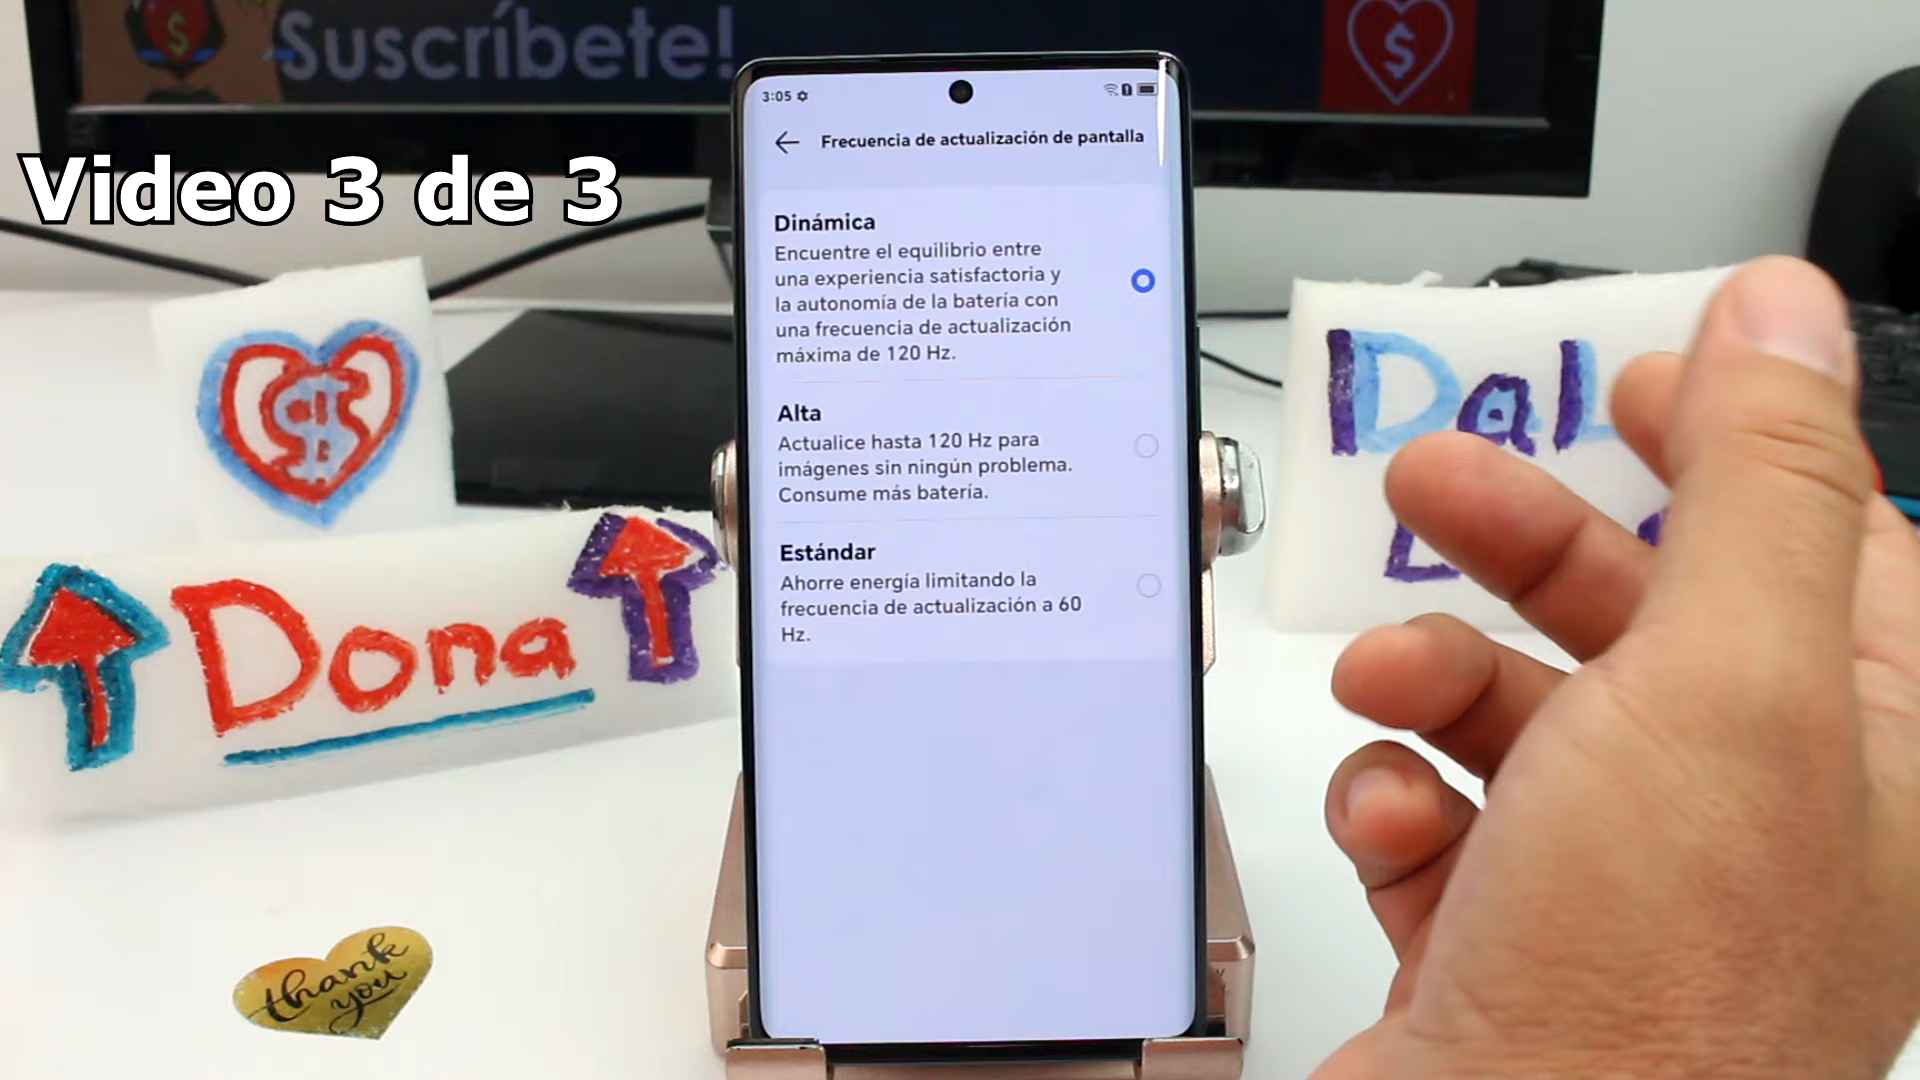 Suscríbete!
$
$
Video 3 de 3
3:05
Frecuencia de actualización de pantalla
Dinámica
Encuentre el equilibrio entre
una experiencia satisfactoria y
la autonomía de la batería con
una frecuencia de actualización
máxima de 120 Hz.
Alta
Actualice hasta 120 Hz para
imágenes sin ningún problema.
Consume más batería.
Estándar
Ahorre energía limitando la
frecuencia de actualización a 60
Hz.
$
Dona
thank
you